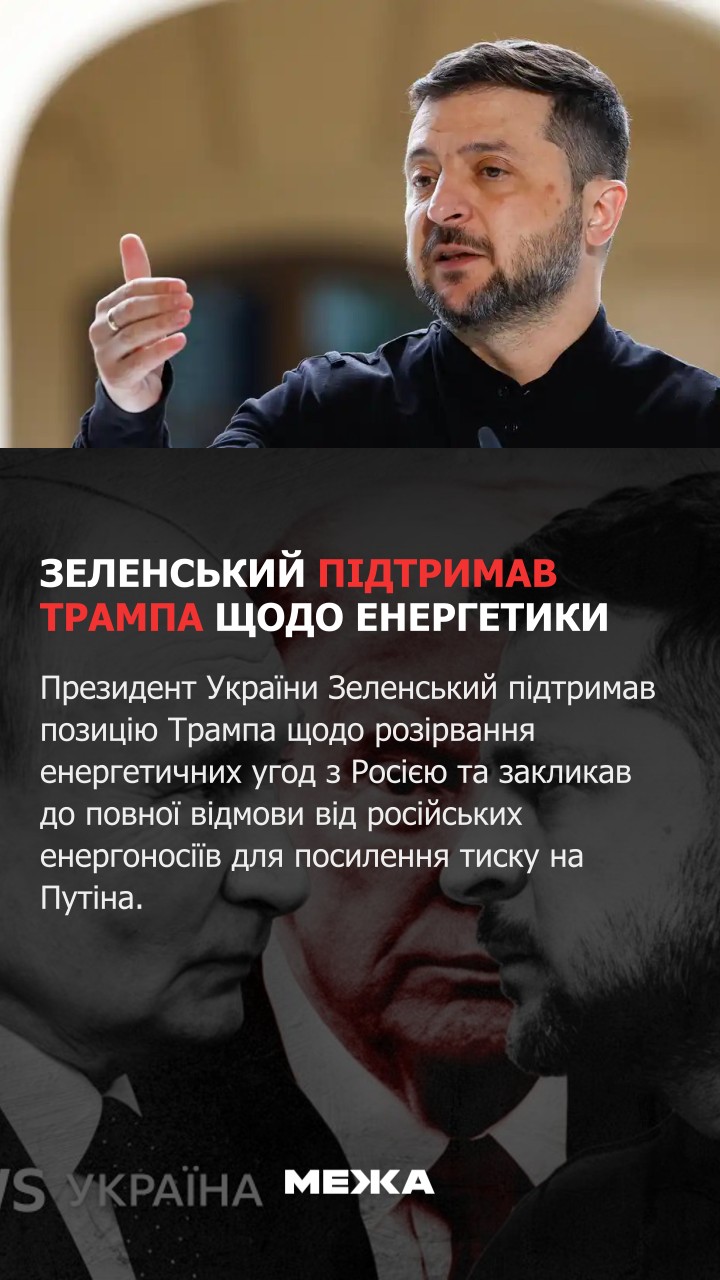 ЗЕЛЕНСЬКИЙ ПІДТРИМАВ
ТРАМПА ЩОДО ЕНЕРГЕТИКИ
Президент України Зеленський підтримав
позицію Трампа щодо розірвання
енергетичних угод з Росією та закликав
до повної відмови від російських
енергоносіїв для посилення тиску на
Путіна.
WS УКРАЇНА
МЕЖА